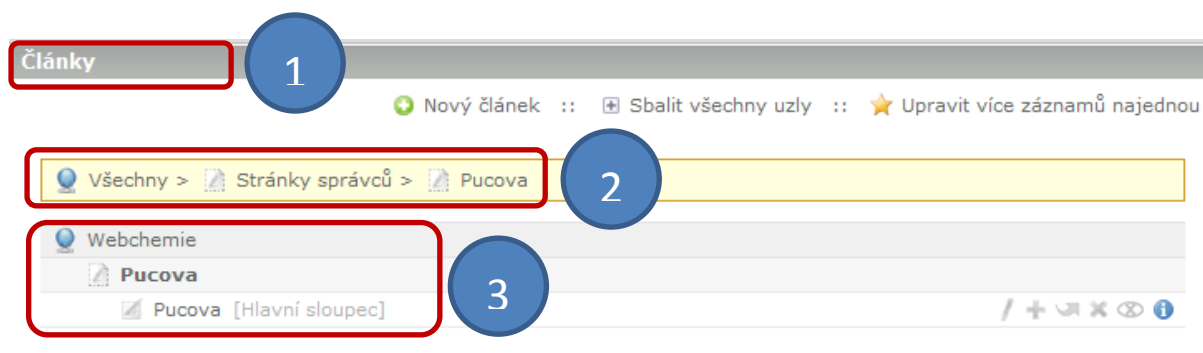 Články
1
Nový článek :: Sbalit všechny uzly :: Upravit více záznamů najednou
Všechny > Stránky správců > Pucova
2
Webchemie
Pucova
Pucova [Hlavní sloupec]
3